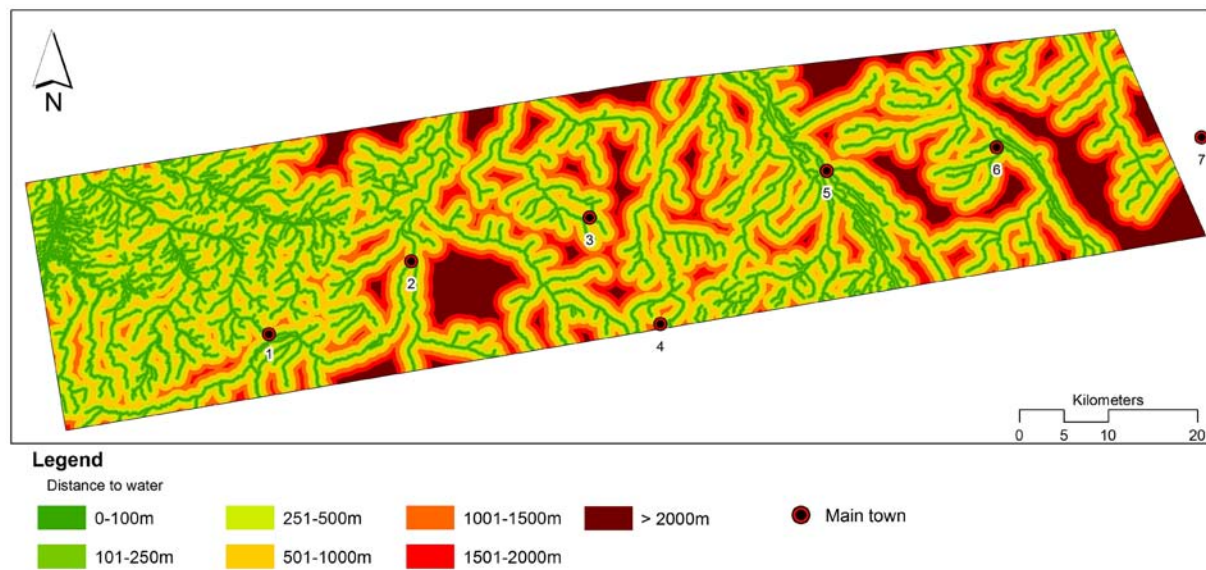 N
7
6
5
3
2
1
4
Kilometers
0 5 10 20
Legend
Distance to water
0-100m 251-500m 1001-1500m > 2000m Main town
101-250m 501-1000m 1501-2000m